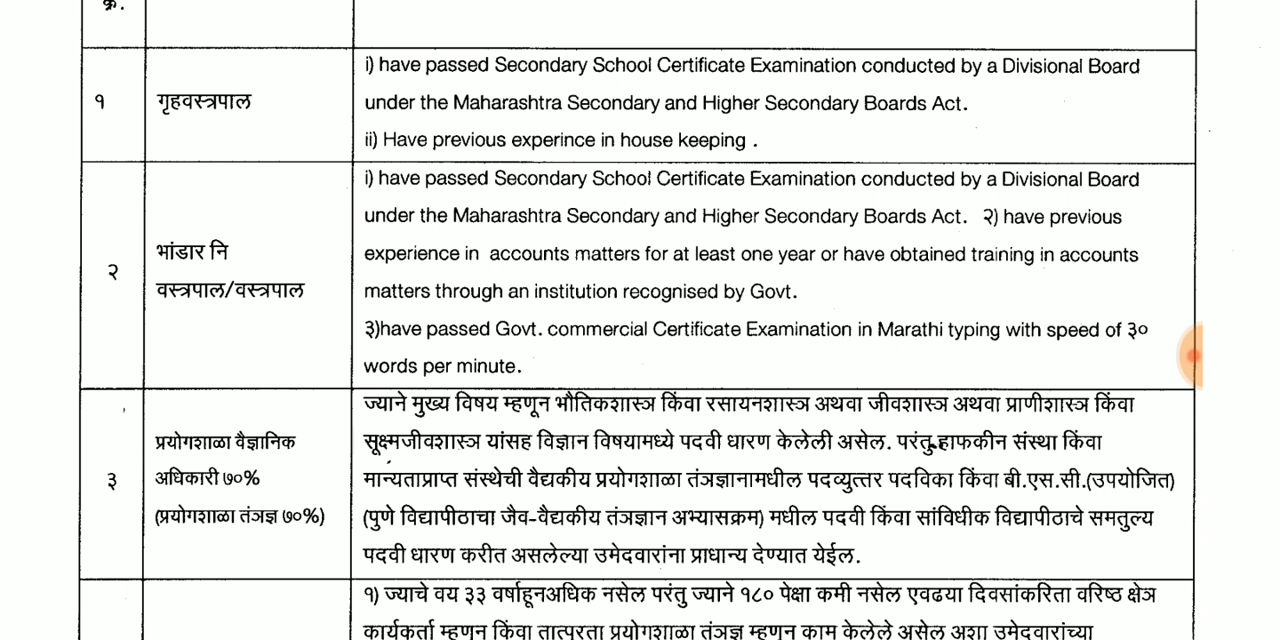 क्र.
i) have passed Secondary School Certificate Examination conducted by a Divisional Board
१ गृहवस्त्रपाल under the Maharashtra Secondary and Higher Secondary Boards Act.
ii) Have previous experince in house keeping .
i) have passed Secondary School Certificate Examination conducted by a Divisional Board
under the Maharashtra Secondary and Higher Secondary Boards Act. २) have previous
भांडार नि experience in accounts matters for at least one year or have obtained training in accounts
२ वस्त्रपाल/वस्त्रपाल matters through an institution recognised by Govt.
३)have passed Govt. commercial Certificate Examination in Marathi typing with speed of ३०
words per minute.
ज्याने मुख्य विषय म्हणून भौतिकशास्त्र किंवा रसायनशास्त्र अथवा जीवशास्त्र अथवा प्राणीशास्त्र किंवा
प्रयोगशाळा वैज्ञानिक सूक्ष्मजीवशास्त्र यांसह विज्ञान विषयामध्ये पदवी धारण केलेली असेल. परंतु हाफकीन संस्था किंवा
३ अधिकारी ७०% मान्यताप्राप्त संस्थेची वैद्यकीय प्रयोगशाळा तंत्रज्ञानामधील पदव्युत्तर पदविका किंवा बी.एस.सी.(उपयोजित)
(प्रयोगशाळा तंत्रज्ञ ७०%) (पुणे विद्यापीठाचा जैव-वैद्यकीय तंत्रज्ञान अभ्यासक्रम) मधील पदवी किंवा सांविधीक विद्यापीठाचे समतुल्य
पदवी धारण करीत असलेल्या उमेदवारांना प्राधान्य देण्यात येईल.
१) ज्याचे वय ३३ वर्षाहूनअधिक नसेल परंतु ज्याने १८० पेक्षा कमी नसेल एवढया दिवसांकरिता वरिष्ठ क्षेत्र
कार्यकर्ता म्हणून किंवा तात्पुरता प्रयोगशाळा तंत्रज्ञ म्हणून काम केलेले असेल अशा उमेदवारांच्या